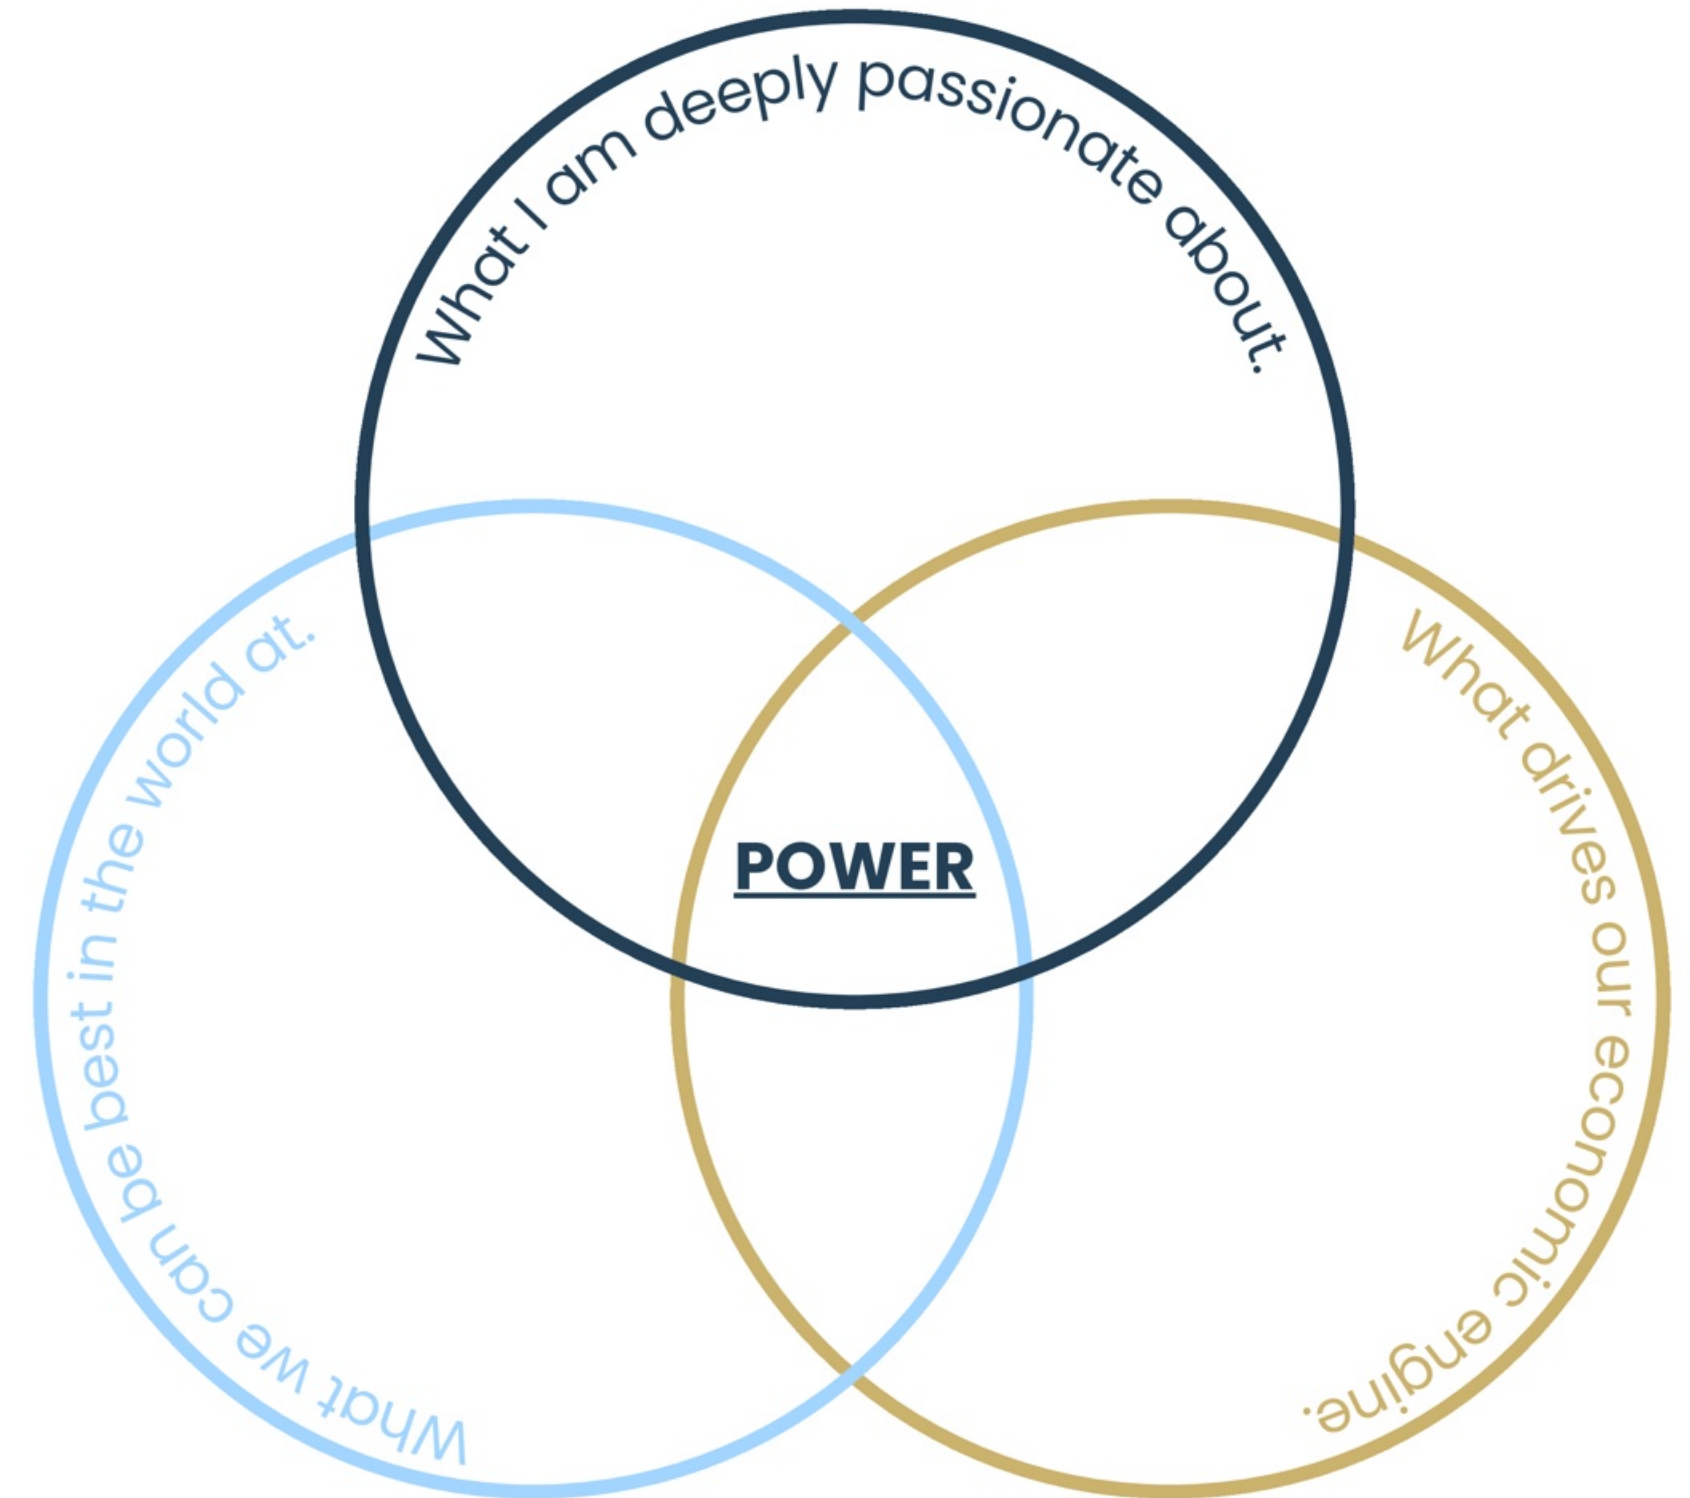 What I am deeply passionate about.
What we can be best in the world at.
What drives our economic engine.
POWER